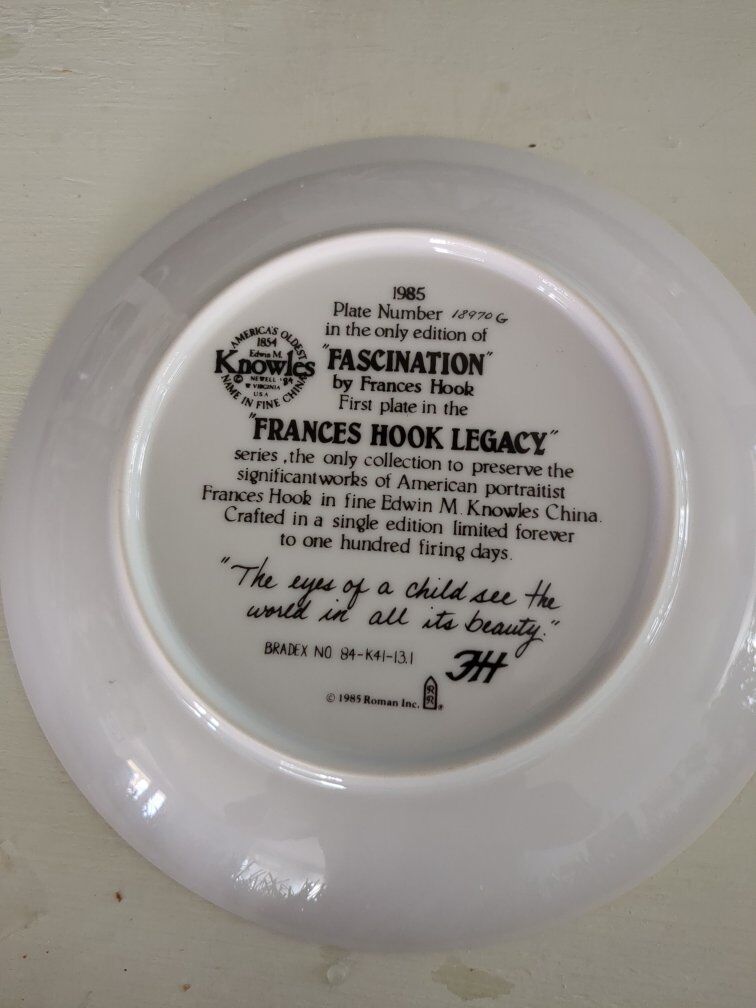 1985
Plate Number 18970 G
in the only edition of
"FASCINATION"
by Frances Hook
First plate in the
"FRANCES HOOK LEGACY"
series ,the only collection to preserve the
significantworks of American portraitist
Frances Hook in fine Edwin M. Knowles China.
Crafted in a single edition limited forever
to one hundred firing days.
"The eyes of a child see the
world in all its beauty."
FH
BRADEX NO 84-K41-13.1
© 1985 Roman Inc.
R
R ®
AMERICA'S OLDEST
1854
Edwin M.
Knowles
© NEWELL '84
W VIRGINIA
USA
NAME IN FINE CHINA